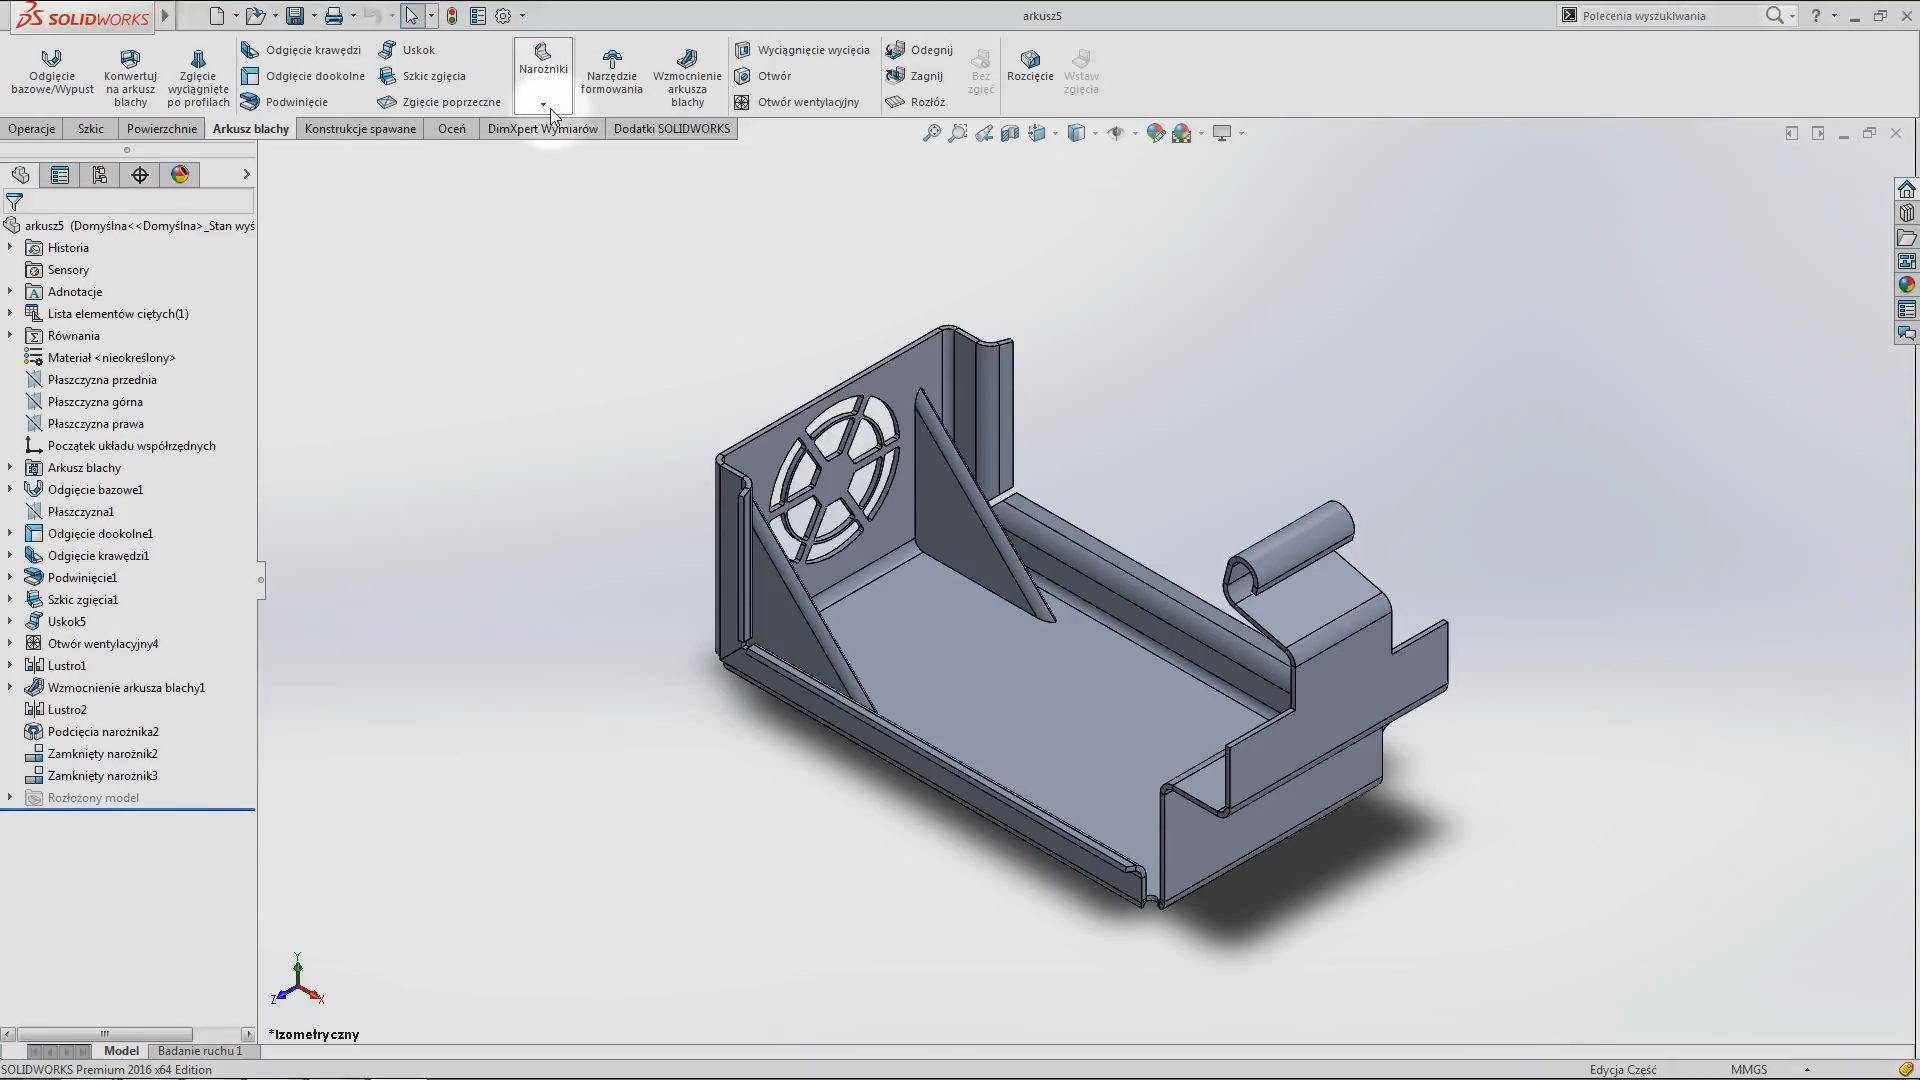 SOLIDWORKS
arkusz5
Polecenia wyszukiwania
Odgięcie bazowe/Wypust
Konwertuj na arkusz blachy
Zgięcie wyciągnięte po profilach
Odgięcie krawędzi
Odgięcie dookolne
Podwinięcie
Uskok
Szkic zgięcia
Zgięcie poprzeczne
Narożniki
Narzędzie formowania
Wzmocnienie arkusza blachy
Wyciągnięcie wycięcia
Otwór
Otwór wentylacyjny
Odegnij
Zagnij
Rozłóż
Bez zgięć
Rozcięcie
Wstaw zgięcia
Operacje
Szkic
Powierzchnie
Arkusz blachy
Konstrukcje spawane
Oceń
DimXpert Wymiarów
Dodatki SOLIDWORKS
arkusz5 (Domyślna<<Domyślna>_Stan wyś
Historia
Sensory
Adnotacje
Lista elementów ciętych(1)
Równania
Materiał <nieokreślony>
Płaszczyzna przednia
Płaszczyzna górna
Płaszczyzna prawa
Początek układu współrzędnych
Arkusz blachy
Odgięcie bazowe1
Płaszczyzna1
Odgięcie dookolne1
Odgięcie krawędzi1
Podwinięcie1
Szkic zgięcia1
Uskok5
Otwór wentylacyjny4
Lustro1
Wzmocnienie arkusza blachy1
Lustro2
Podcięcia narożnika2
Zamknięty narożnik2
Zamknięty narożnik3
Rozłożony model
Y
Z
X
*Izometryczny
Model
Badanie ruchu 1
SOLIDWORKS Premium 2016 x64 Edition
Edycja Część
MMGS